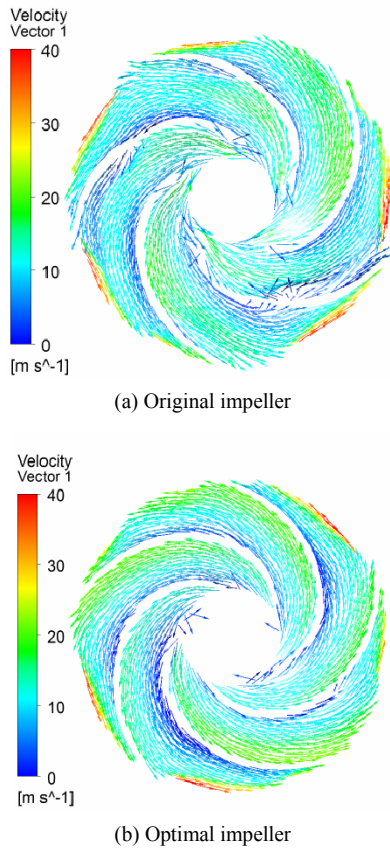 Velocity
Vector 1
40
30
20
10
0
[m s^-1]
(a) Original impeller
Velocity
Vector 1
40
30
20
10
0
[m s^-1]
(b) Optimal impeller